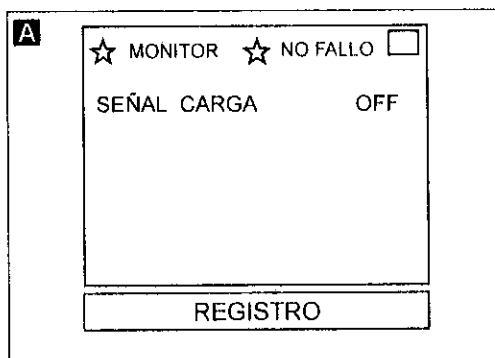 A
☆ MONITOR ☆ NO FALLO □
SEÑAL CARGA OFF
REGISTRO